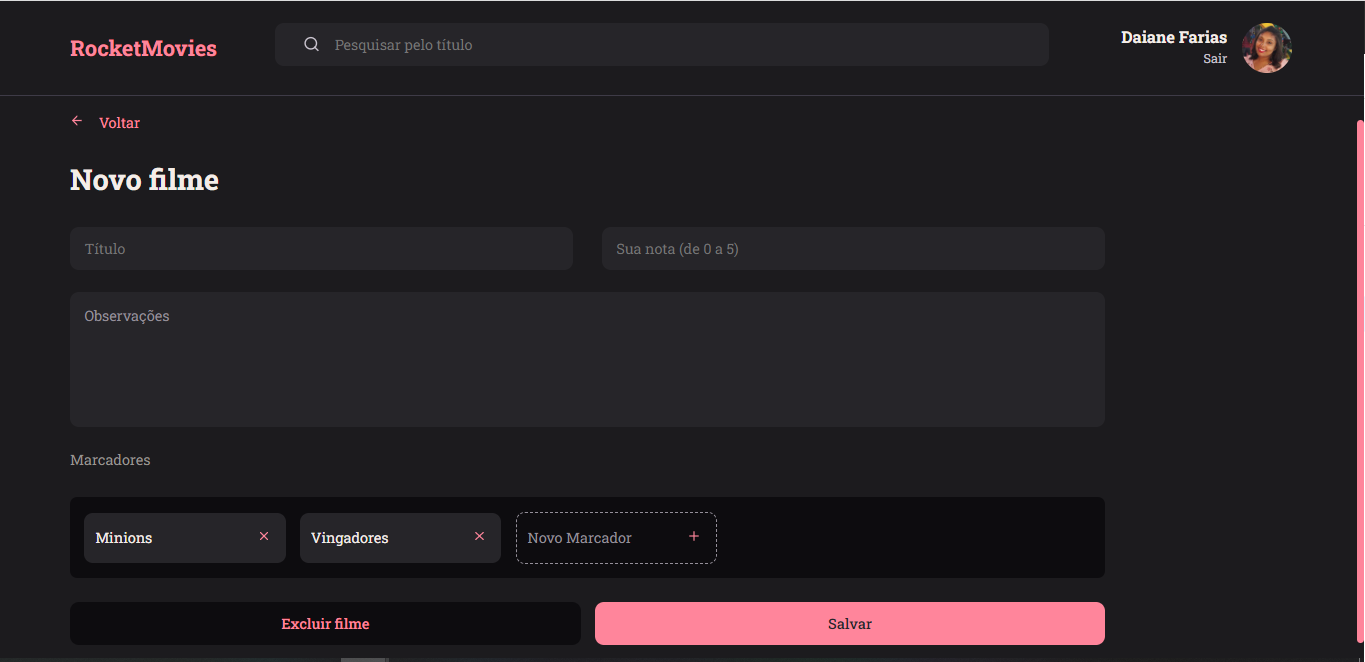 RocketMovies
Pesquisar pelo título
Daiane Farias
Sair
Voltar
Novo filme
Título
Sua nota (de 0 a 5)
Observações
Marcadores
Minions
Vingadores
Novo Marcador
Excluir filme
Salvar